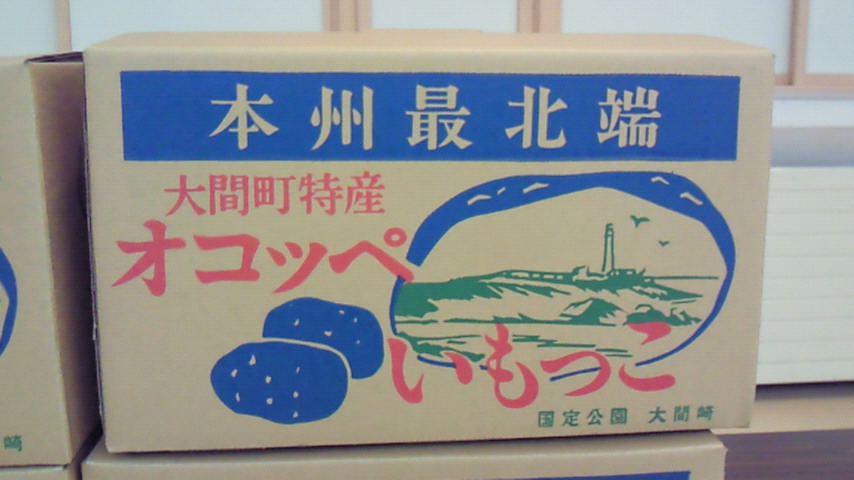 本州最北端
大間町特産
オコッペ
いもっこ
国定公園 大間崎
崎